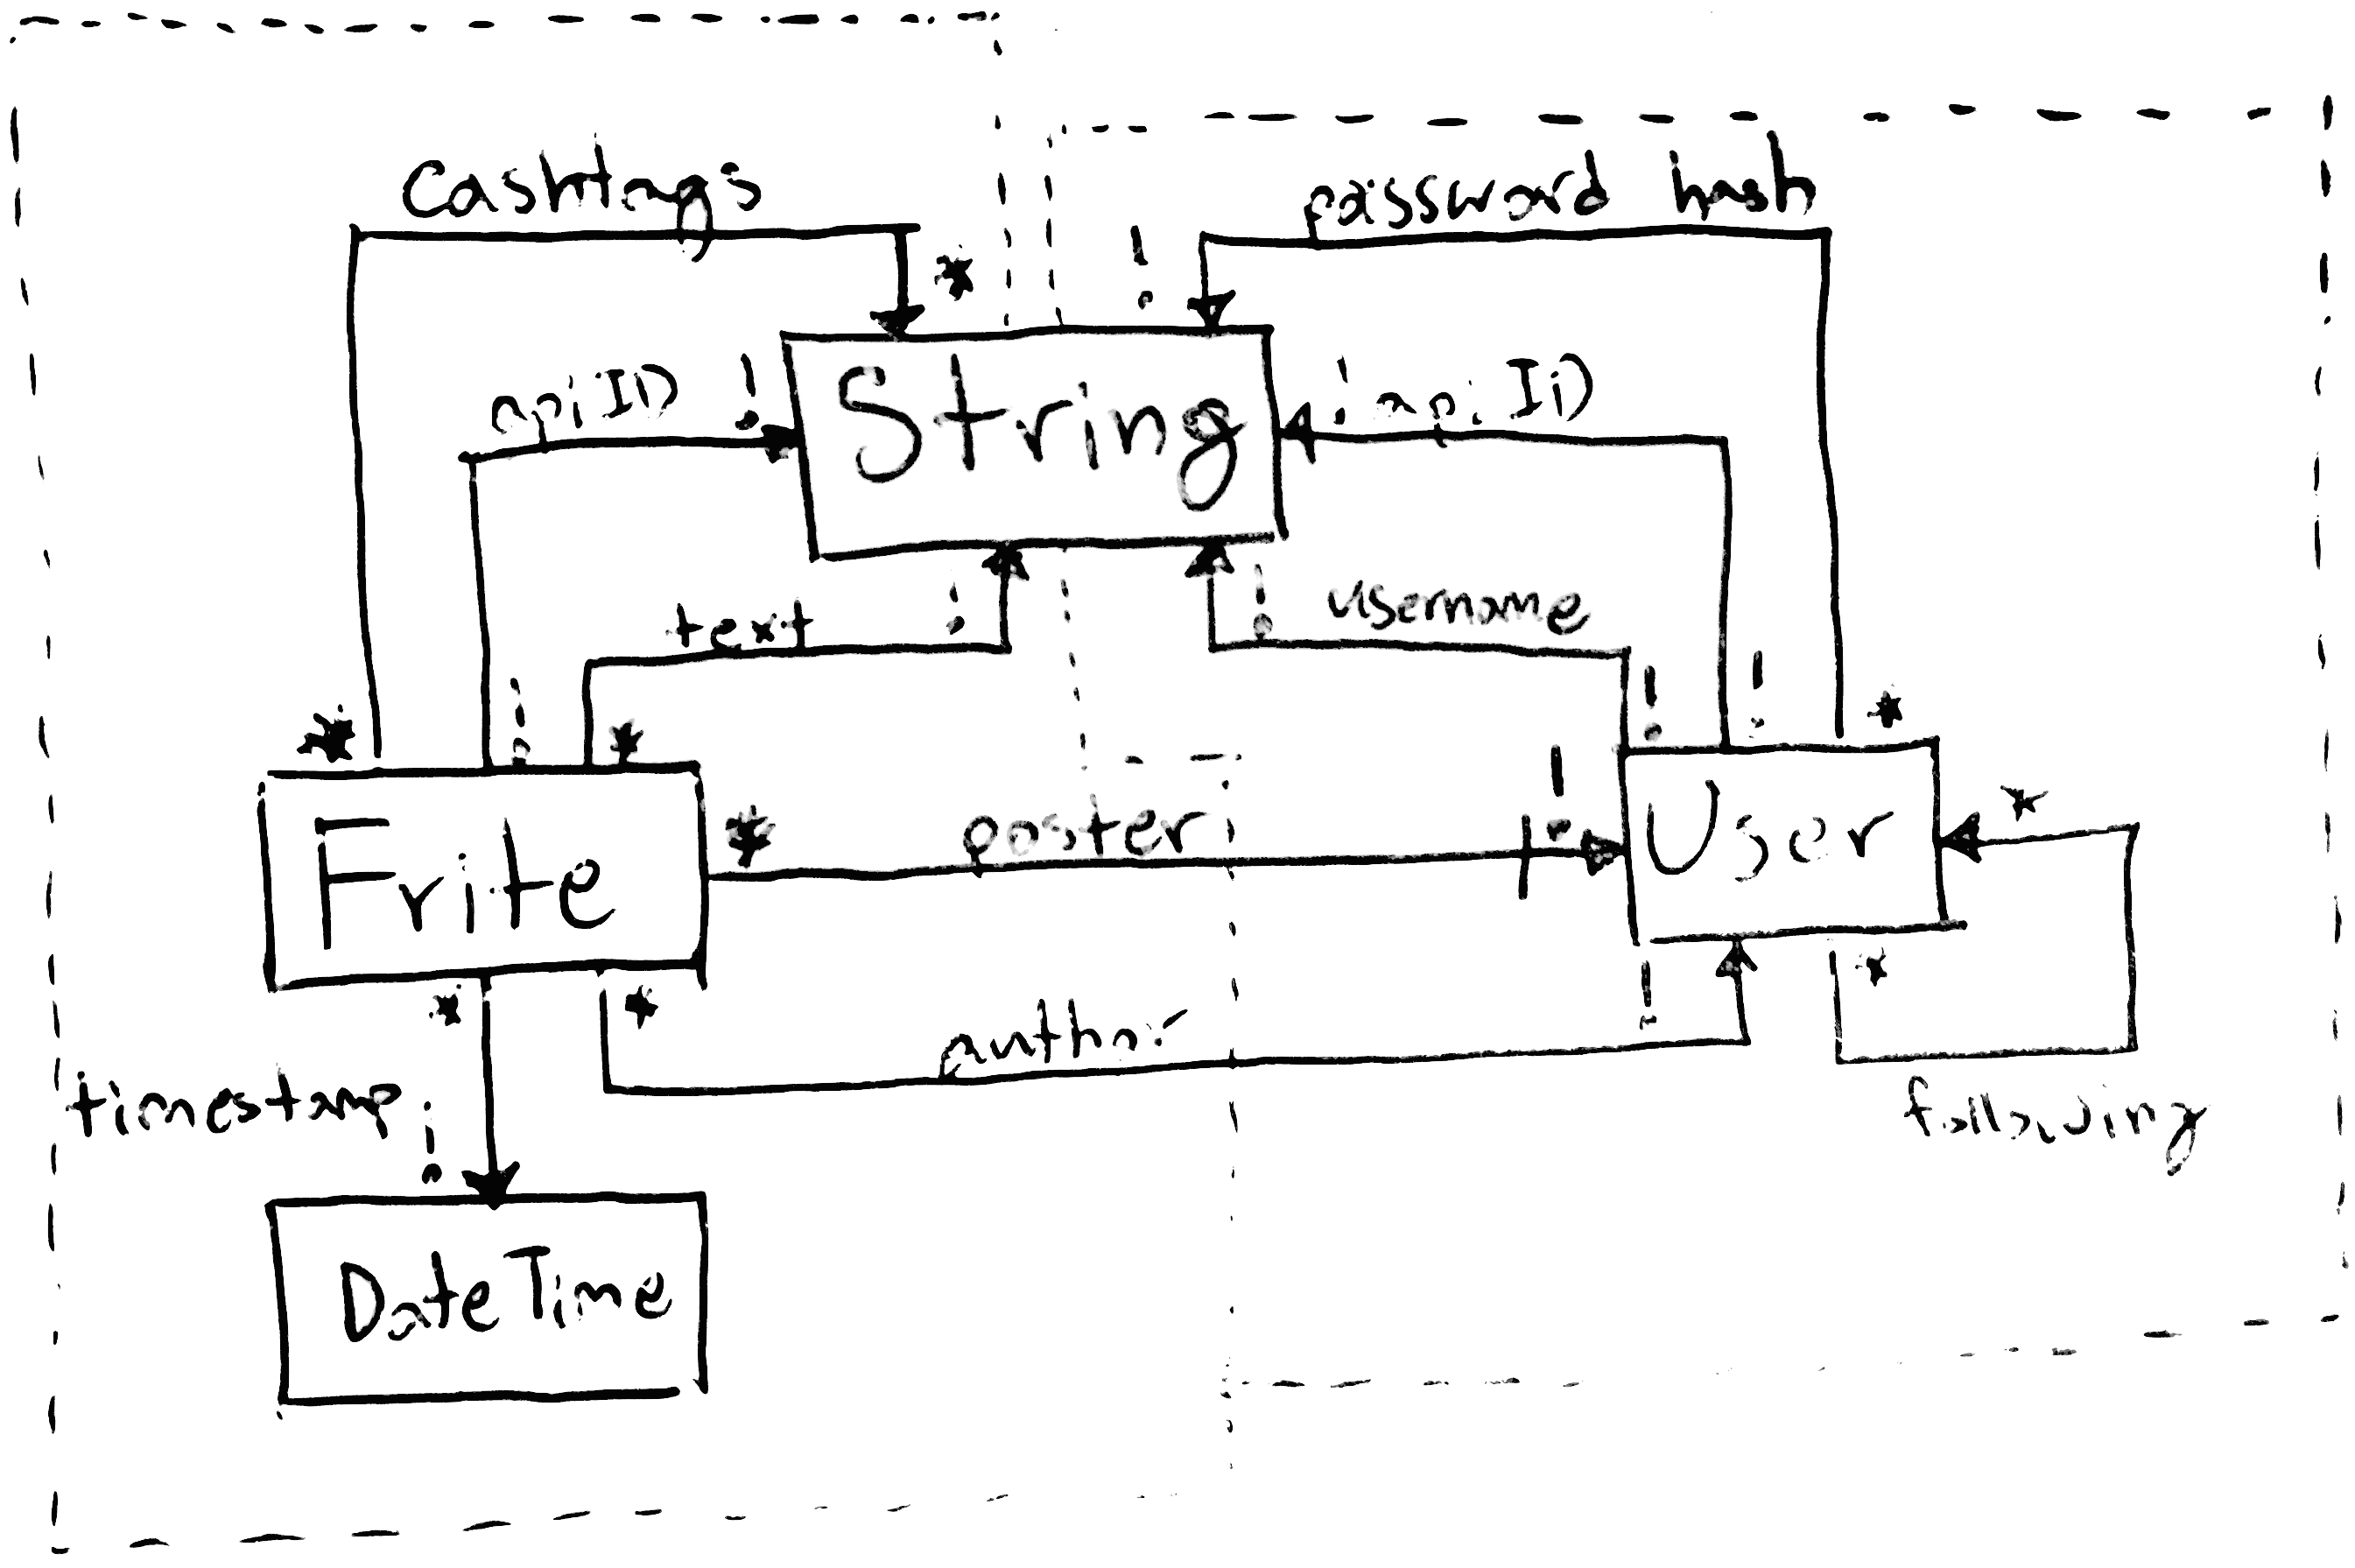 Cashtags
password hash
*
!
apiID
!
String
!
apiID
text
!
!
username
*
!
*
!
!
*
Frite
*
poster
!
User
*
*
*
author
!
*
timestamp
!
following
DateTime